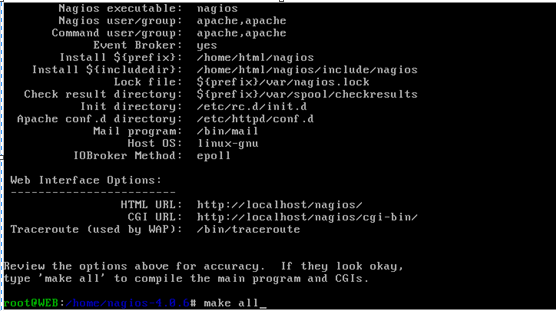 Nagios executable: nagios
Nagios user/group: apache,apache
Command user/group: apache,apache
Event Broker: yes
Install ${prefix}: /home/html/nagios
Install ${includedir}: /home/html/nagios/include/nagios
Lock file: ${prefix}/var/nagios.lock
Check result directory: ${prefix}/var/spool/checkresults
Init directory: /etc/rc.d/init.d
Apache conf.d directory: /etc/httpd/conf.d
Mail program: /bin/mail
Host OS: linux-gnu
IOBroker Method: epoll
Web Interface Options:
------------------------
HTML URL: http://localhost/nagios/
CGI URL: http://localhost/nagios/cgi-bin/
Traceroute (used by WAP): /bin/traceroute
Review the options above for accuracy. If they look okay,
type 'make all' to compile the main program and CGIs.
root@WEB:/home/nagios-4.0.6# make all_